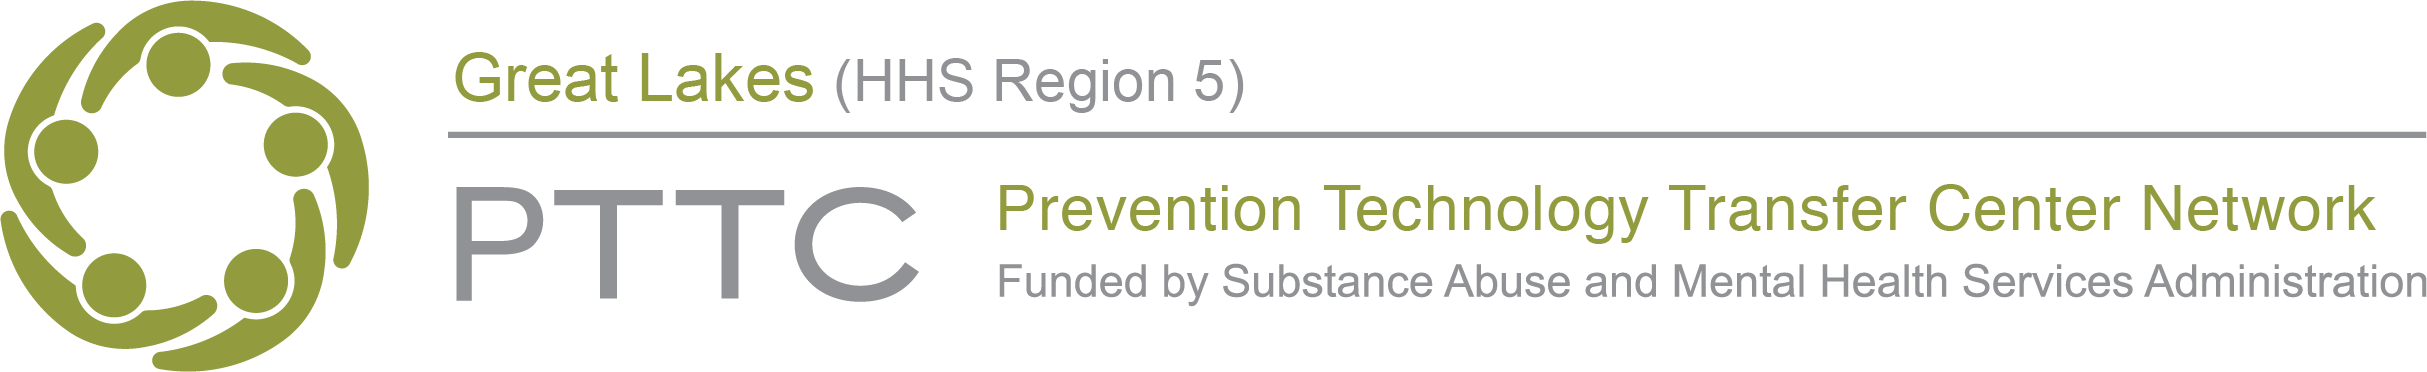 Great Lakes (HHS Region 5)
PTTC
Prevention Technology Transfer Center Network
Funded by Substance Abuse and Mental Health Services Administration